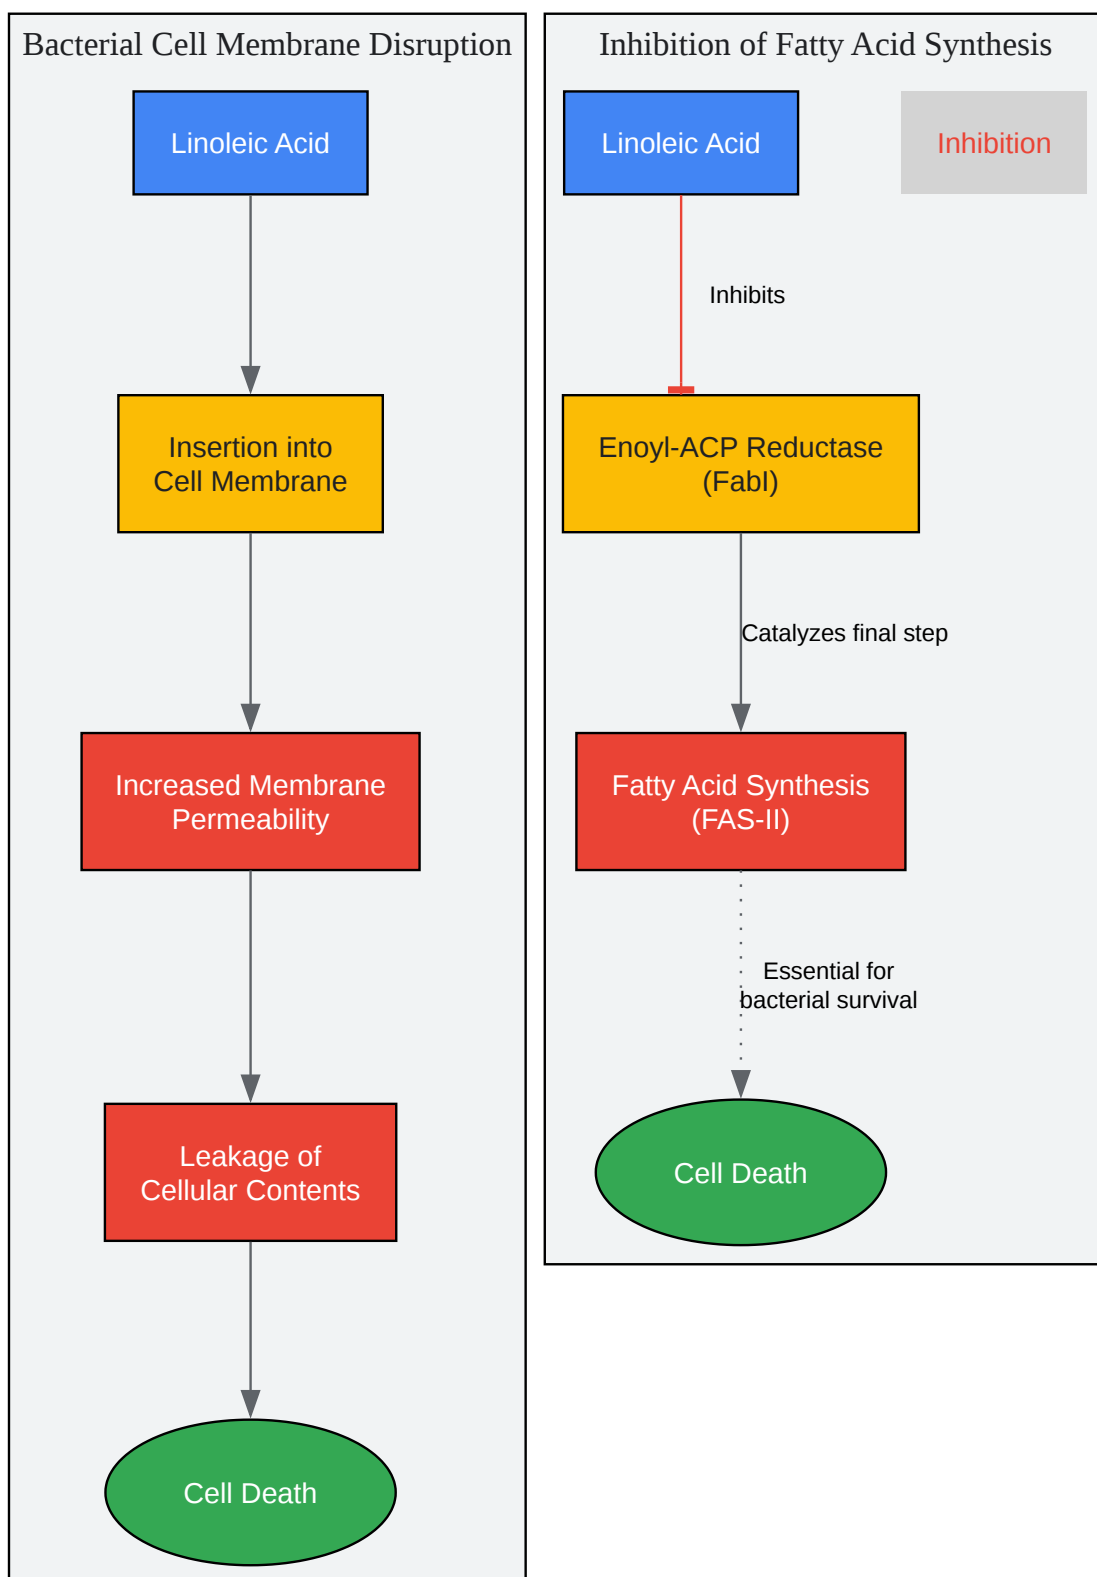 Bacterial Cell Membrane Disruption
Linoleic Acid
Insertion into
Cell Membrane
Increased Membrane
Permeability
Leakage of
Cellular Contents
Cell Death
Inhibition of Fatty Acid Synthesis
Linoleic Acid
Inhibition
Inhibits
Enoyl-ACP Reductase
(FabI)
Catalyzes final step
Fatty Acid Synthesis
(FAS-II)
Essential for
bacterial survival
Cell Death